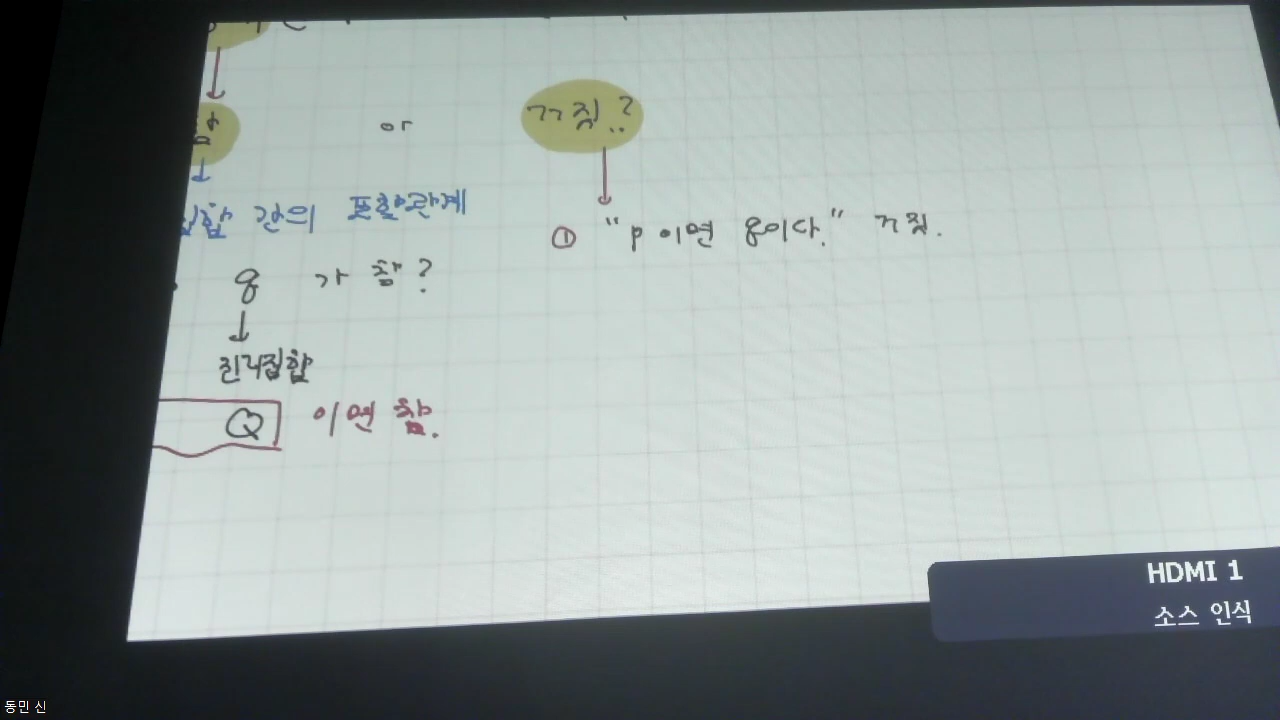 or
거짓?
집합 간의 포함관계
① "p 이면 q이다." 거짓.
q 가 참?
진리집합
Q 이면 참.
HDMI 1
소스 인식
동민 신